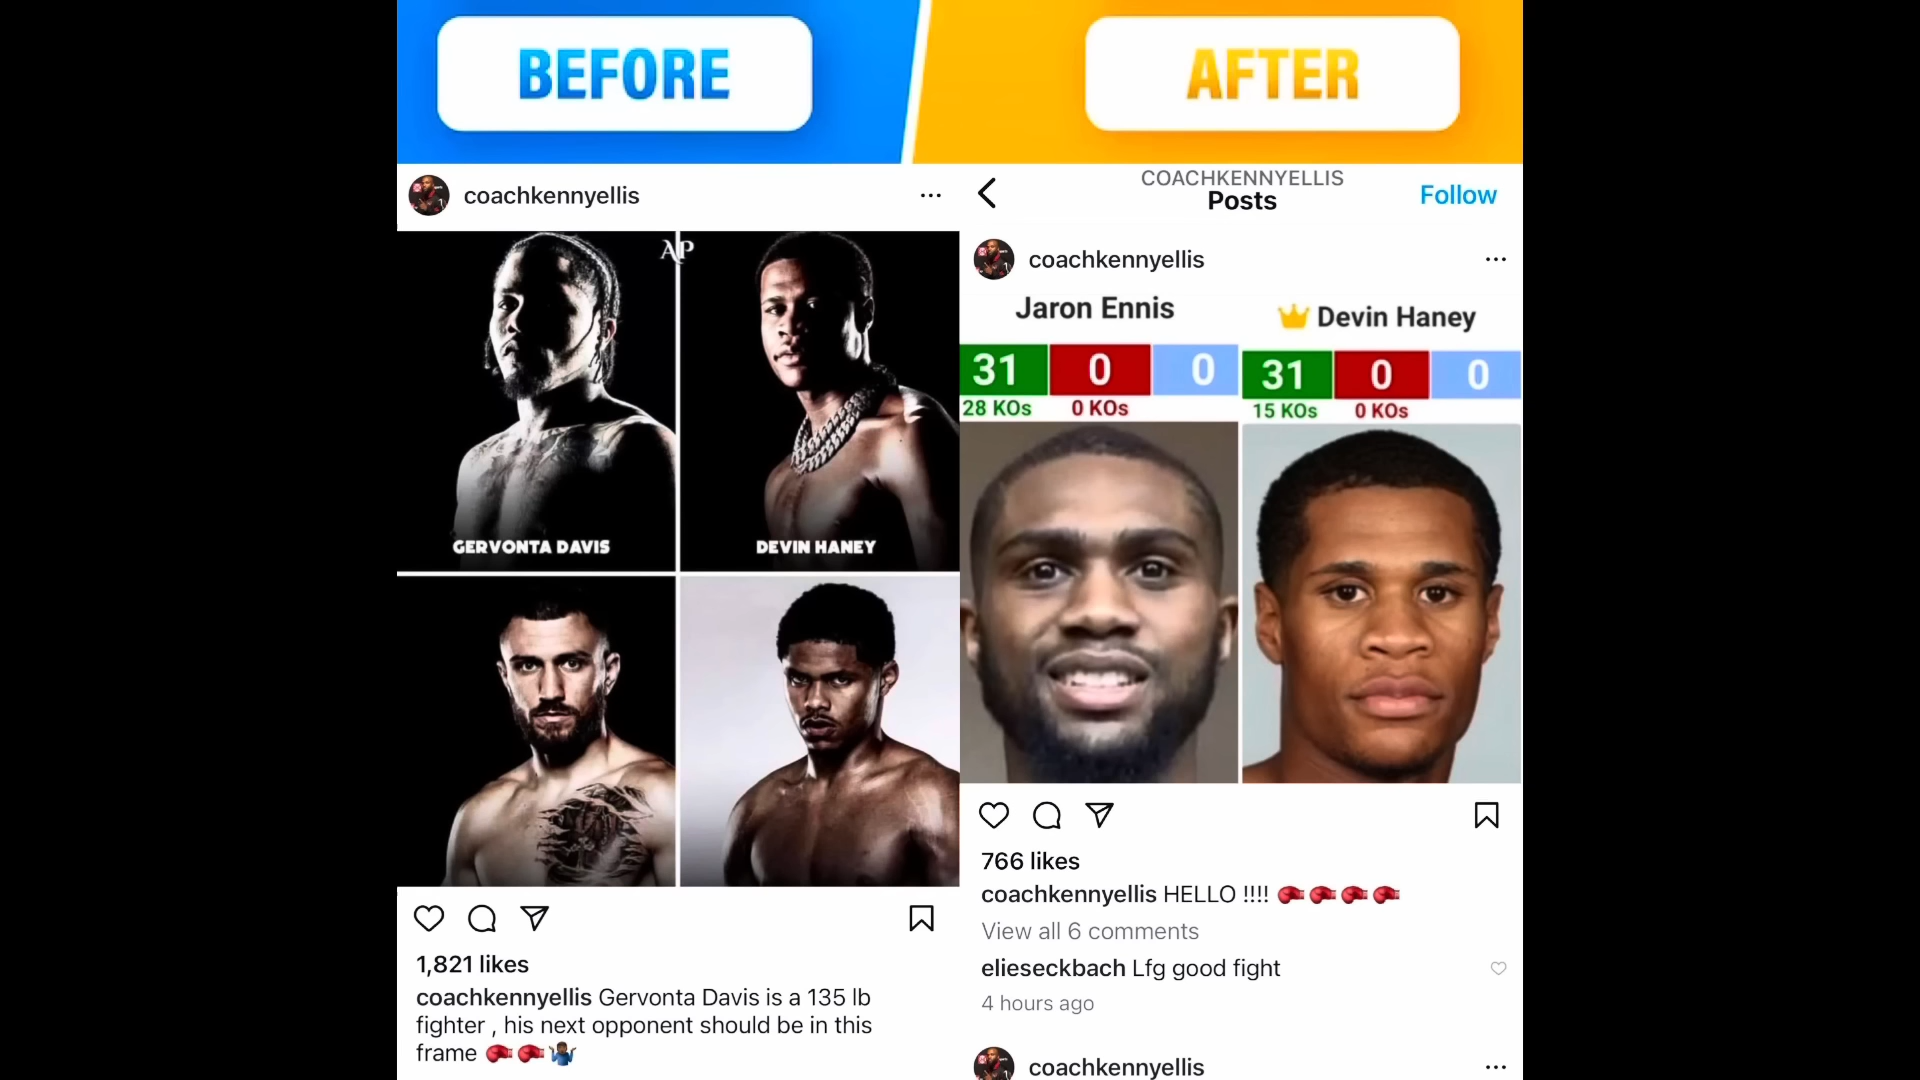 BEFORE
AFTER
coachkennyellis
...
AP
GERVONTA DAVIS
DEVIN HANEY
1,821 likes
coachkennyellis Gervonta Davis is a 135 lb
fighter , his next opponent should be in this
frame 🥊🥊🤷🏾‍♂️
COACHKENNYELLIS
Posts
Follow
coachkennyellis
...
Jaron Ennis
Devin Haney
31 0 0
28 KOs 0 KOs
31 0 0
15 KOs 0 KOs
766 likes
coachkennyellis HELLO !!!! 🥊🥊🥊🥊
View all 6 comments
elieseckbach Lfg good fight
4 hours ago
coachkennyellis
...